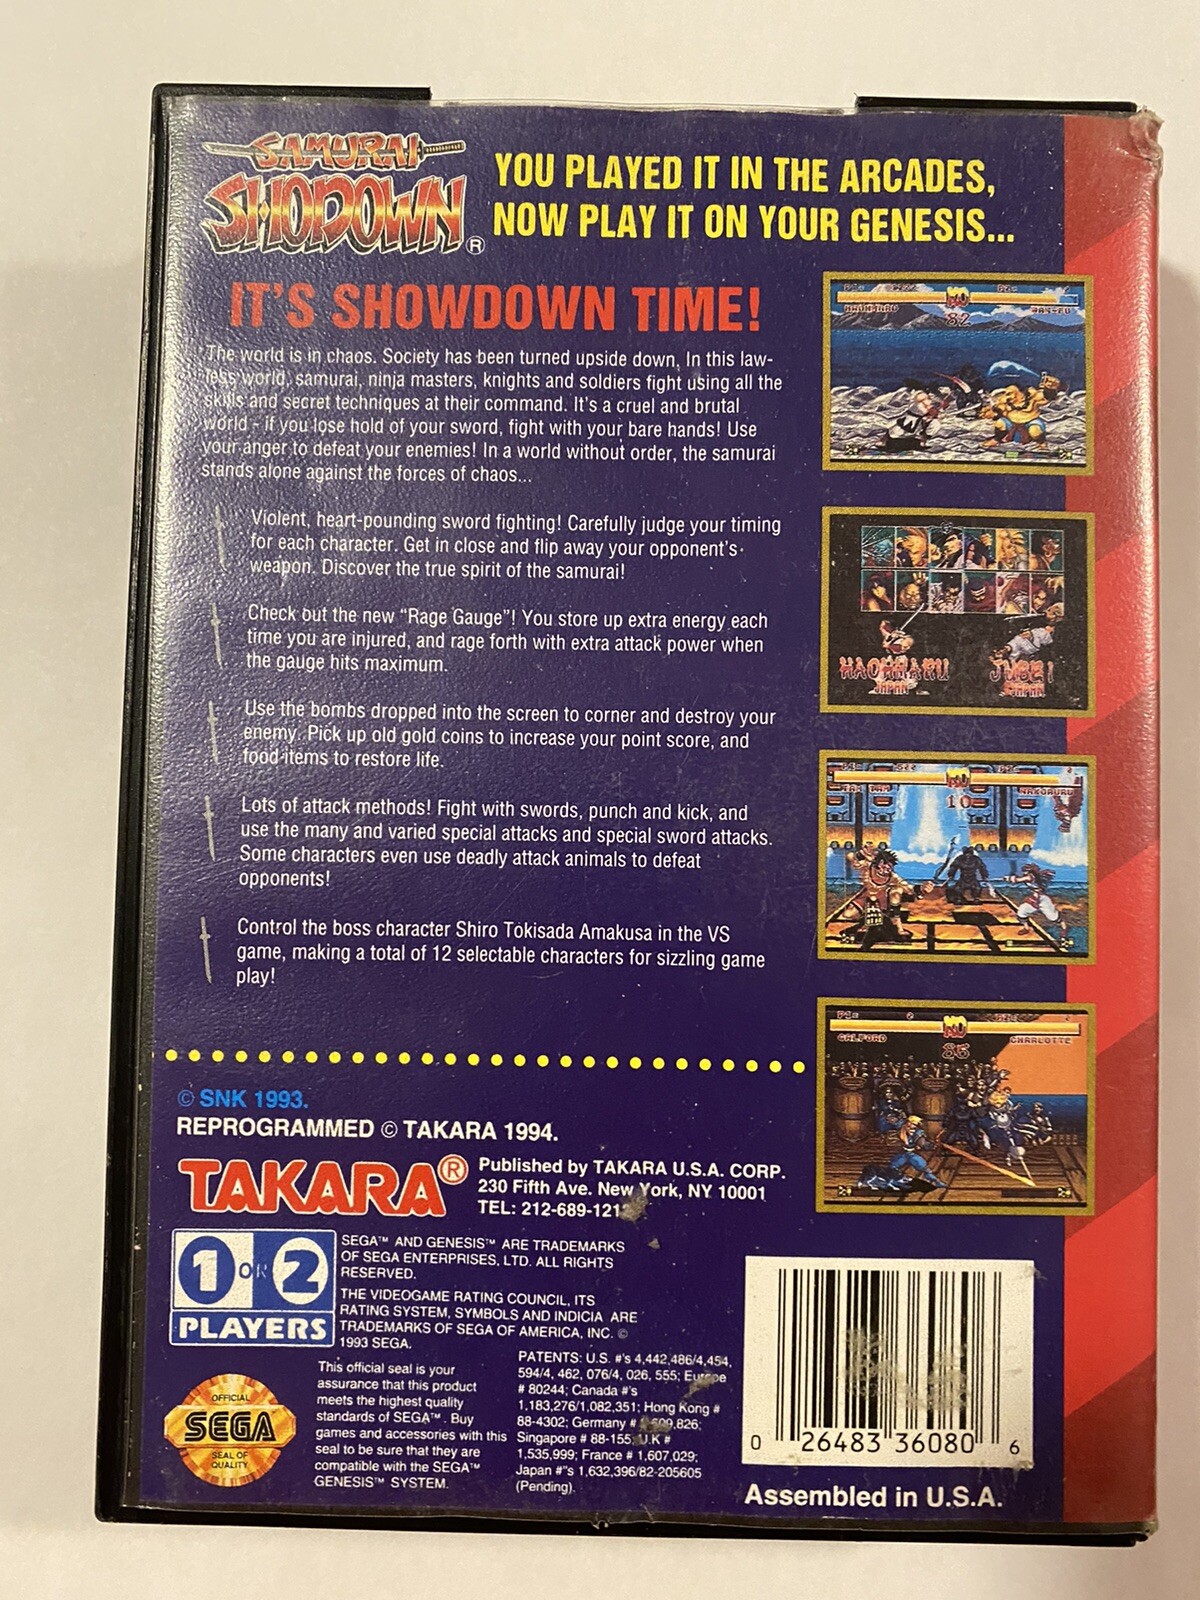 SAMURAI
SHODOWN®
YOU PLAYED IT IN THE ARCADES,
NOW PLAY IT ON YOUR GENESIS...
IT'S SHOWDOWN TIME!
The world is in chaos. Society has been turned upside down. In this law-
less world, samurai, ninja masters, knights and soldiers fight using all the
skills and secret techniques at their command. It's a cruel and brutal
world - if you lose hold of your sword, fight with your bare hands! Use
your anger to defeat your enemies! In a world without order, the samurai
stands alone against the forces of chaos...
Violent, heart-pounding sword fighting! Carefully judge your timing
for each character. Get in close and flip away your opponent's
weapon. Discover the true spirit of the samurai!
Check out the new "Rage Gauge"! You store up extra energy each
time you are injured, and rage forth with extra attack power when
the gauge hits maximum.
Use the bombs dropped into the screen to corner and destroy your
enemy. Pick up old gold coins to increase your point score, and
food items to restore life.
Lots of attack methods! Fight with swords, punch and kick, and
use the many and varied special attacks and special sword attacks.
Some characters even use deadly attack animals to defeat
opponents!
Control the boss character Shiro Tokisada Amakusa in the VS
game, making a total of 12 selectable characters for sizzling game
play!
P1=
P2=
82
HAOHMARU
JAPAN
JUBEI
JAPAN
P1=
10
NAKORURU
P1= 0
GALFORD
CHARLOTTE
© SNK 1993.
REPROGRAMMED © TAKARA 1994.
TAKARA®
Published by TAKARA U.S.A. CORP.
230 Fifth Ave. New York, NY 10001
TEL: 212-689-121
1 OR 2
PLAYERS
SEGA™ AND GENESIS™ ARE TRADEMARKS
OF SEGA ENTERPRISES, LTD. ALL RIGHTS
RESERVED.
THE VIDEOGAME RATING COUNCIL, ITS
RATING SYSTEM, SYMBOLS AND INDICIA ARE
TRADEMARKS OF SEGA OF AMERICA, INC. ©
1993 SEGA.
OFFICIAL
SEGA
SEAL OF
QUALITY
This official seal is your
assurance that this product
meets the highest quality
standards of SEGA™. Buy
games and accessories with this
seal to be sure that they are
compatible with the SEGA™
GENESIS™ SYSTEM.
PATENTS: U.S. #'s 4,442,486/4,454,
594/4, 462, 076/4, 026, 555; Europe
# 80244; Canada #'s
1,183,276/1,082,351; Hong Kong #
88-4302; Germany # 609,826;
Singapore # 88-155; U.K #
1,535,999; France # 1,607,029;
Japan #"s 1,632,396/82-205605
(Pending).
0 26483 36080 6
Assembled in U.S.A.